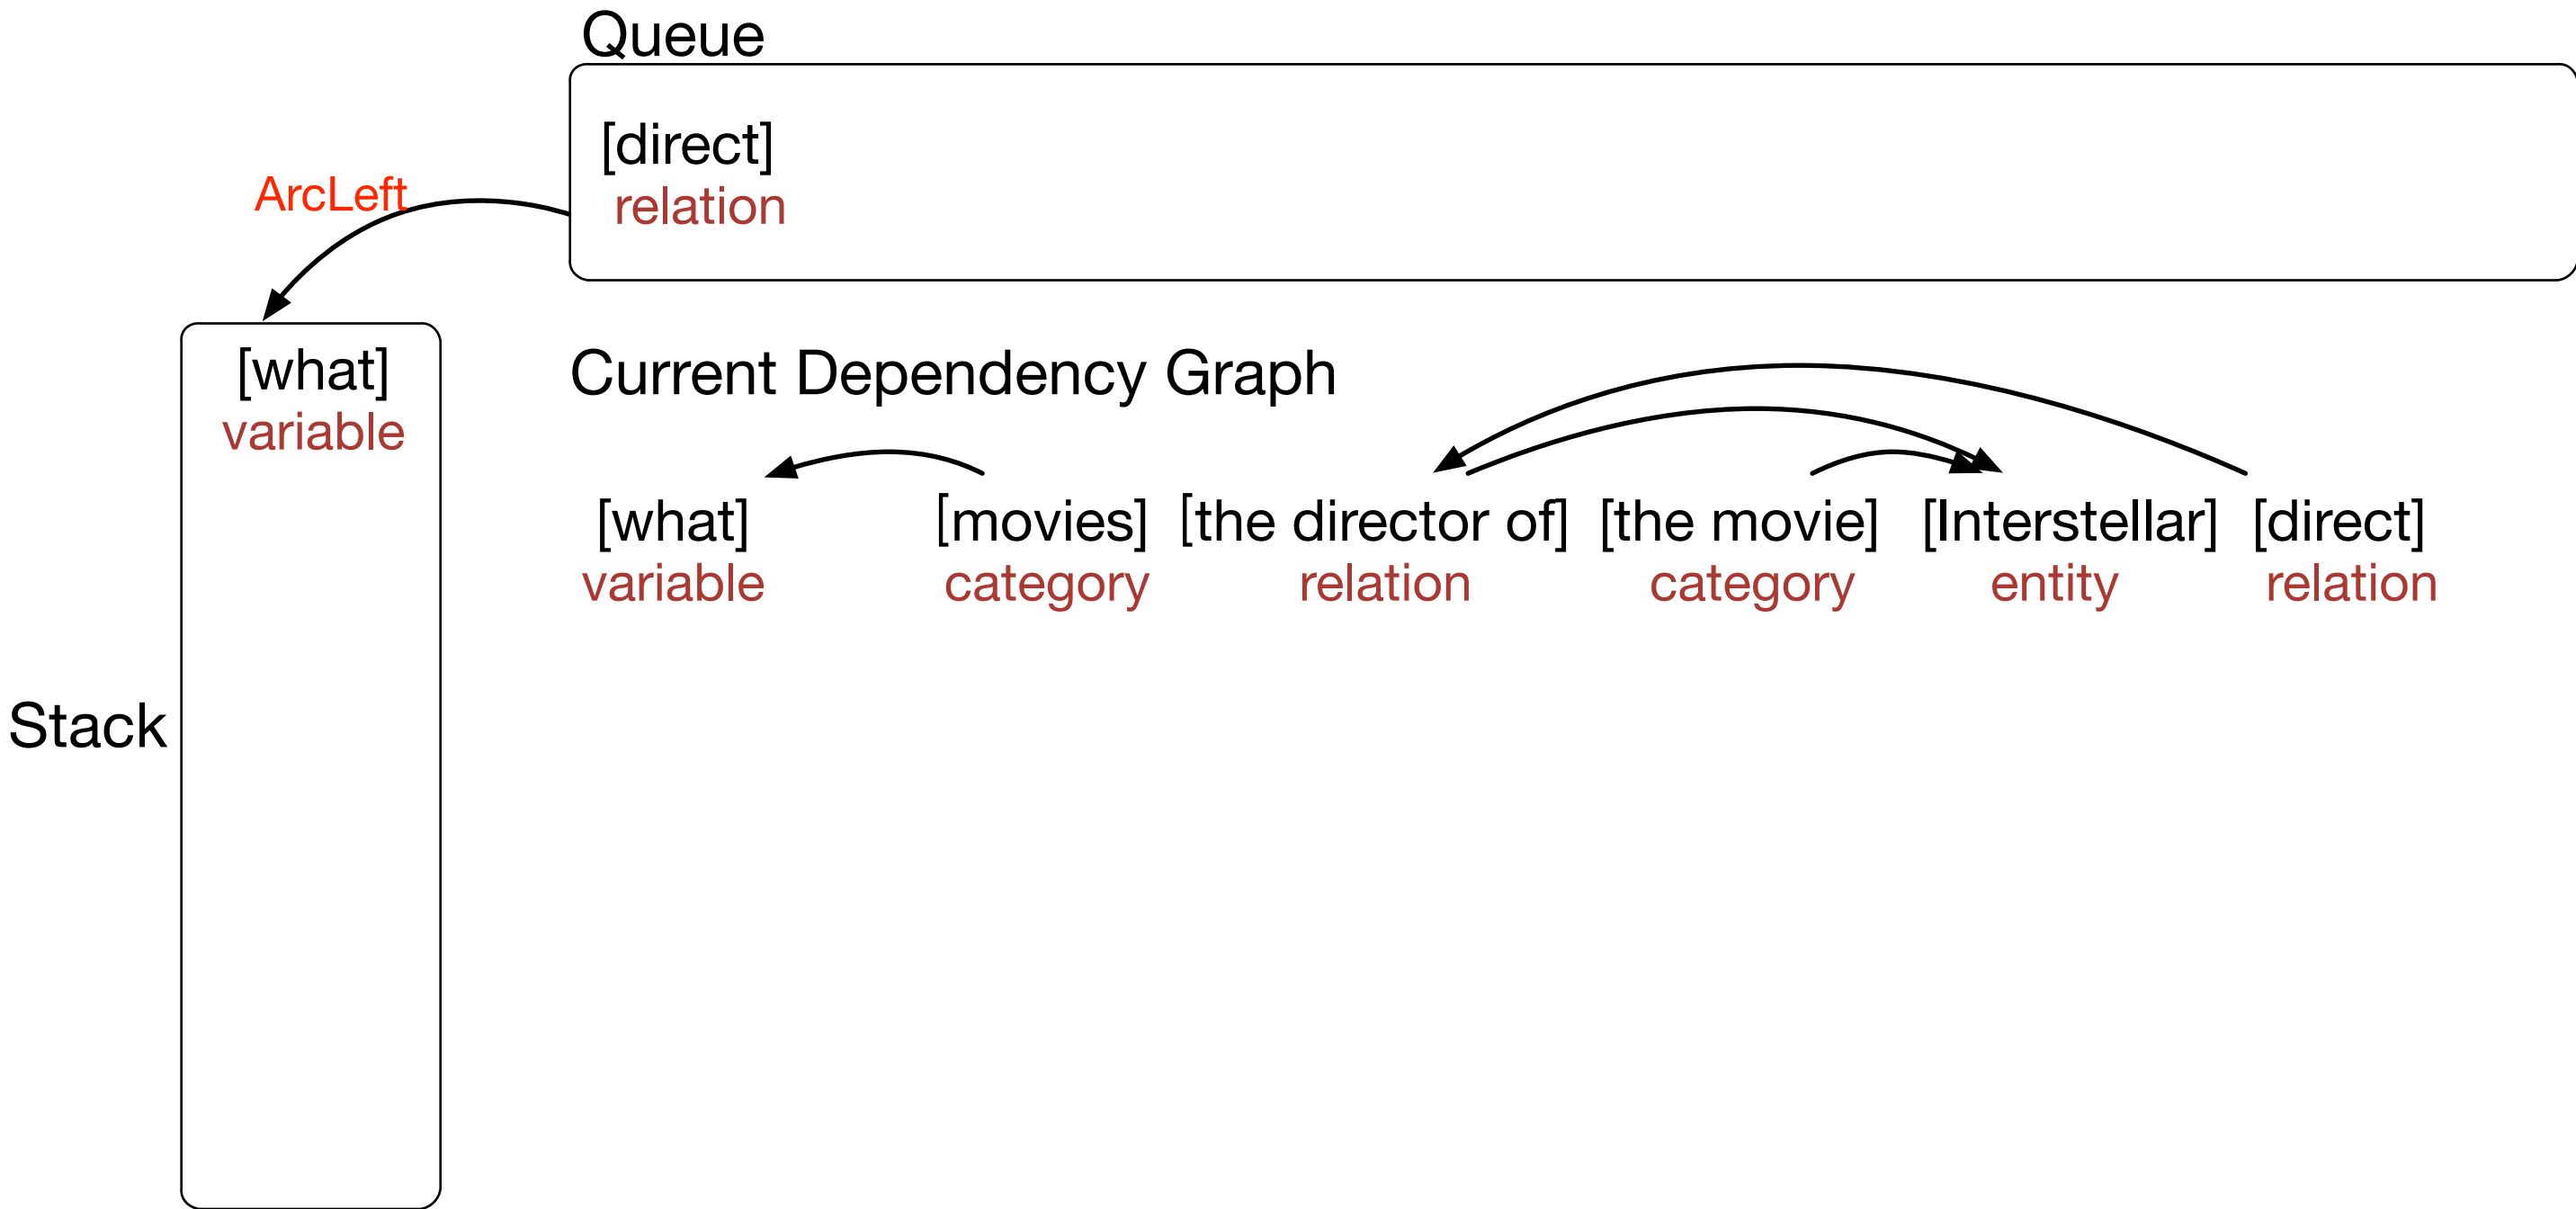 Queue
[direct]
relation
ArcLeft
[what]
variable
Stack
Current Dependency Graph
[what] [movies] [the director of] [the movie] [Interstellar] [direct]
variable category relation category entity relation